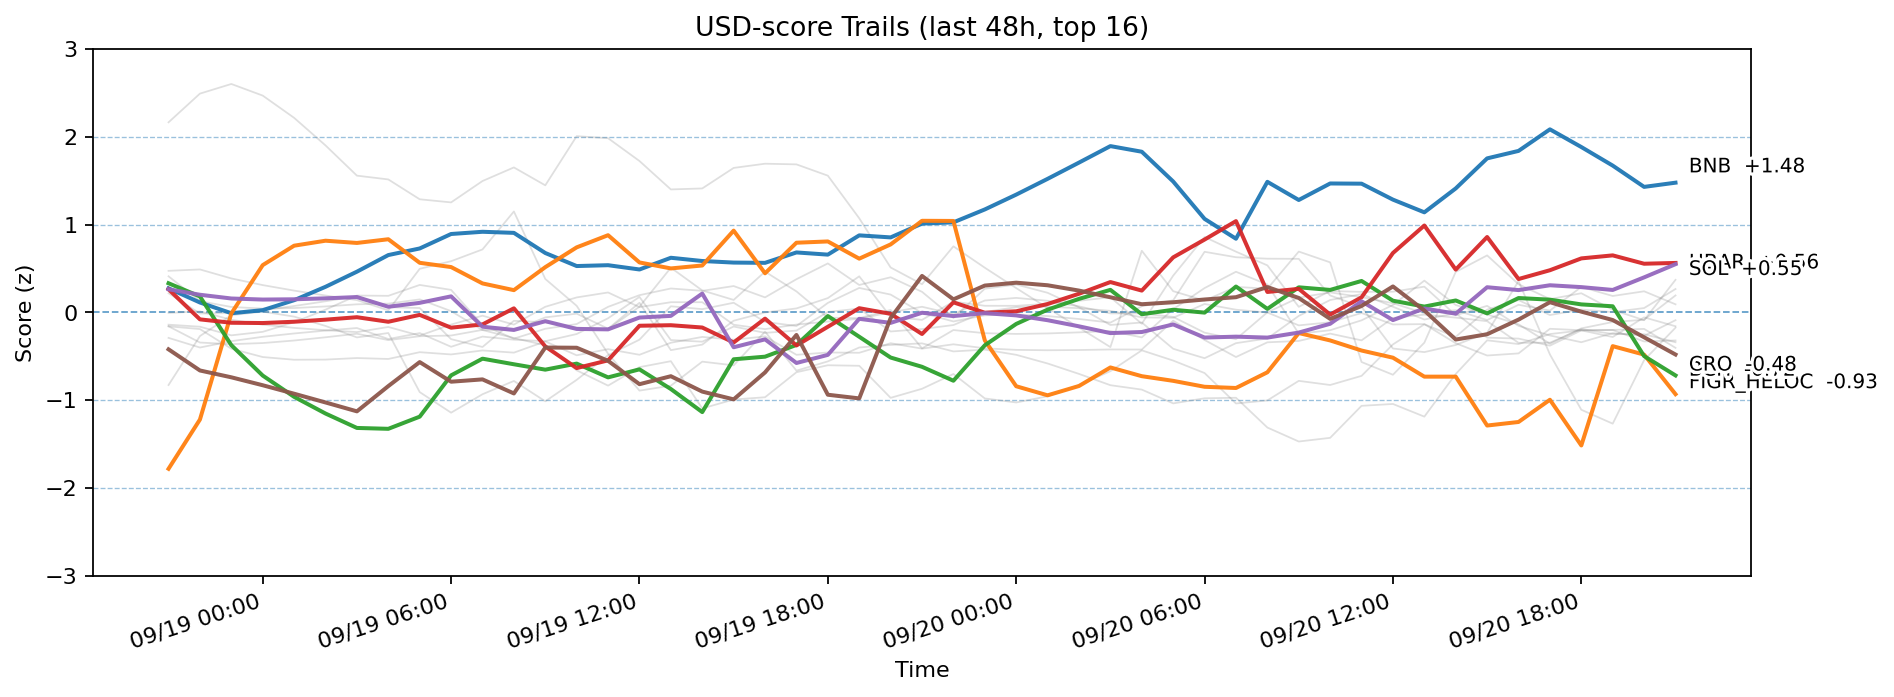 USD-score Trails (last 48h, top 16)
3
2
1
0
−1
−2
−3
Score (z)
BNB +1.48
SOL +0.55
CRO -0.48
FIGR_HELOC -0.93
09/19 00:00
09/19 06:00
09/19 12:00
09/19 18:00
09/20 00:00
09/20 06:00
09/20 12:00
09/20 18:00
Time